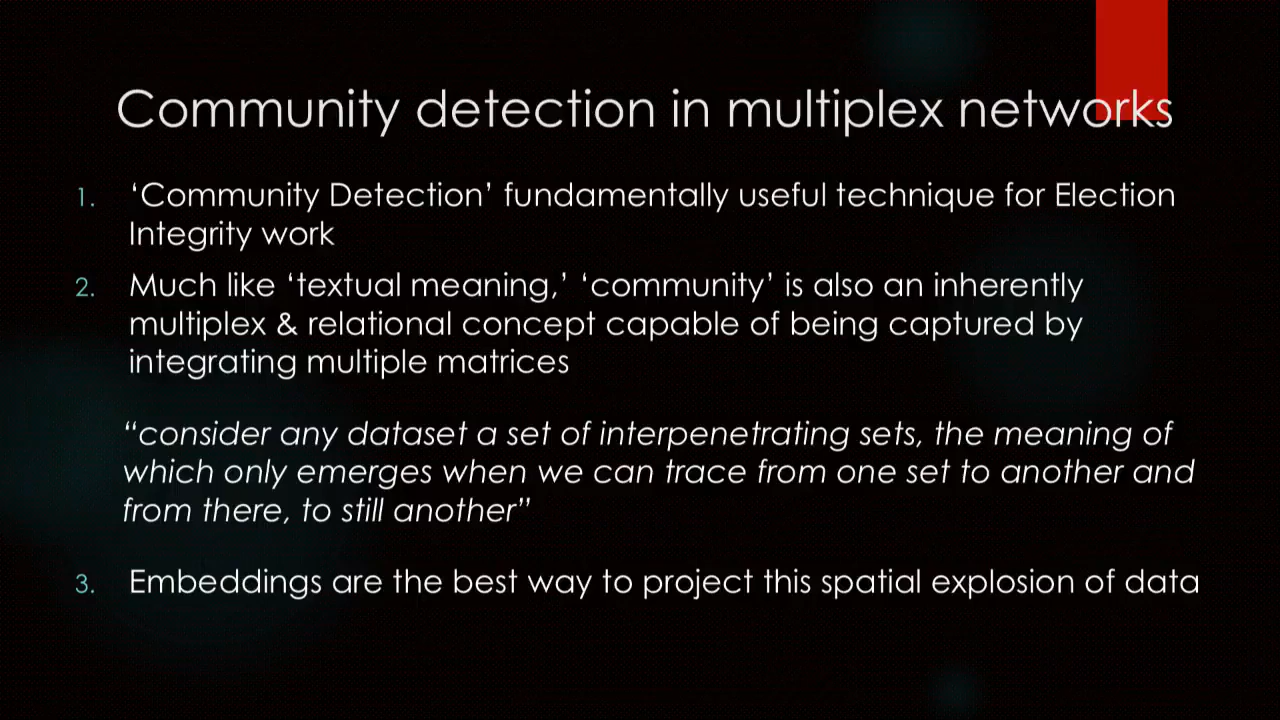 Community detection in multiplex networks
1. ‘Community Detection’ fundamentally useful technique for Election
Integrity work
2. Much like ‘textual meaning,’ ‘community’ is also an inherently
multiplex & relational concept capable of being captured by
integrating multiple matrices
“consider any dataset a set of interpenetrating sets, the meaning of
which only emerges when we can trace from one set to another and
from there, to still another”
3. Embeddings are the best way to project this spatial explosion of data